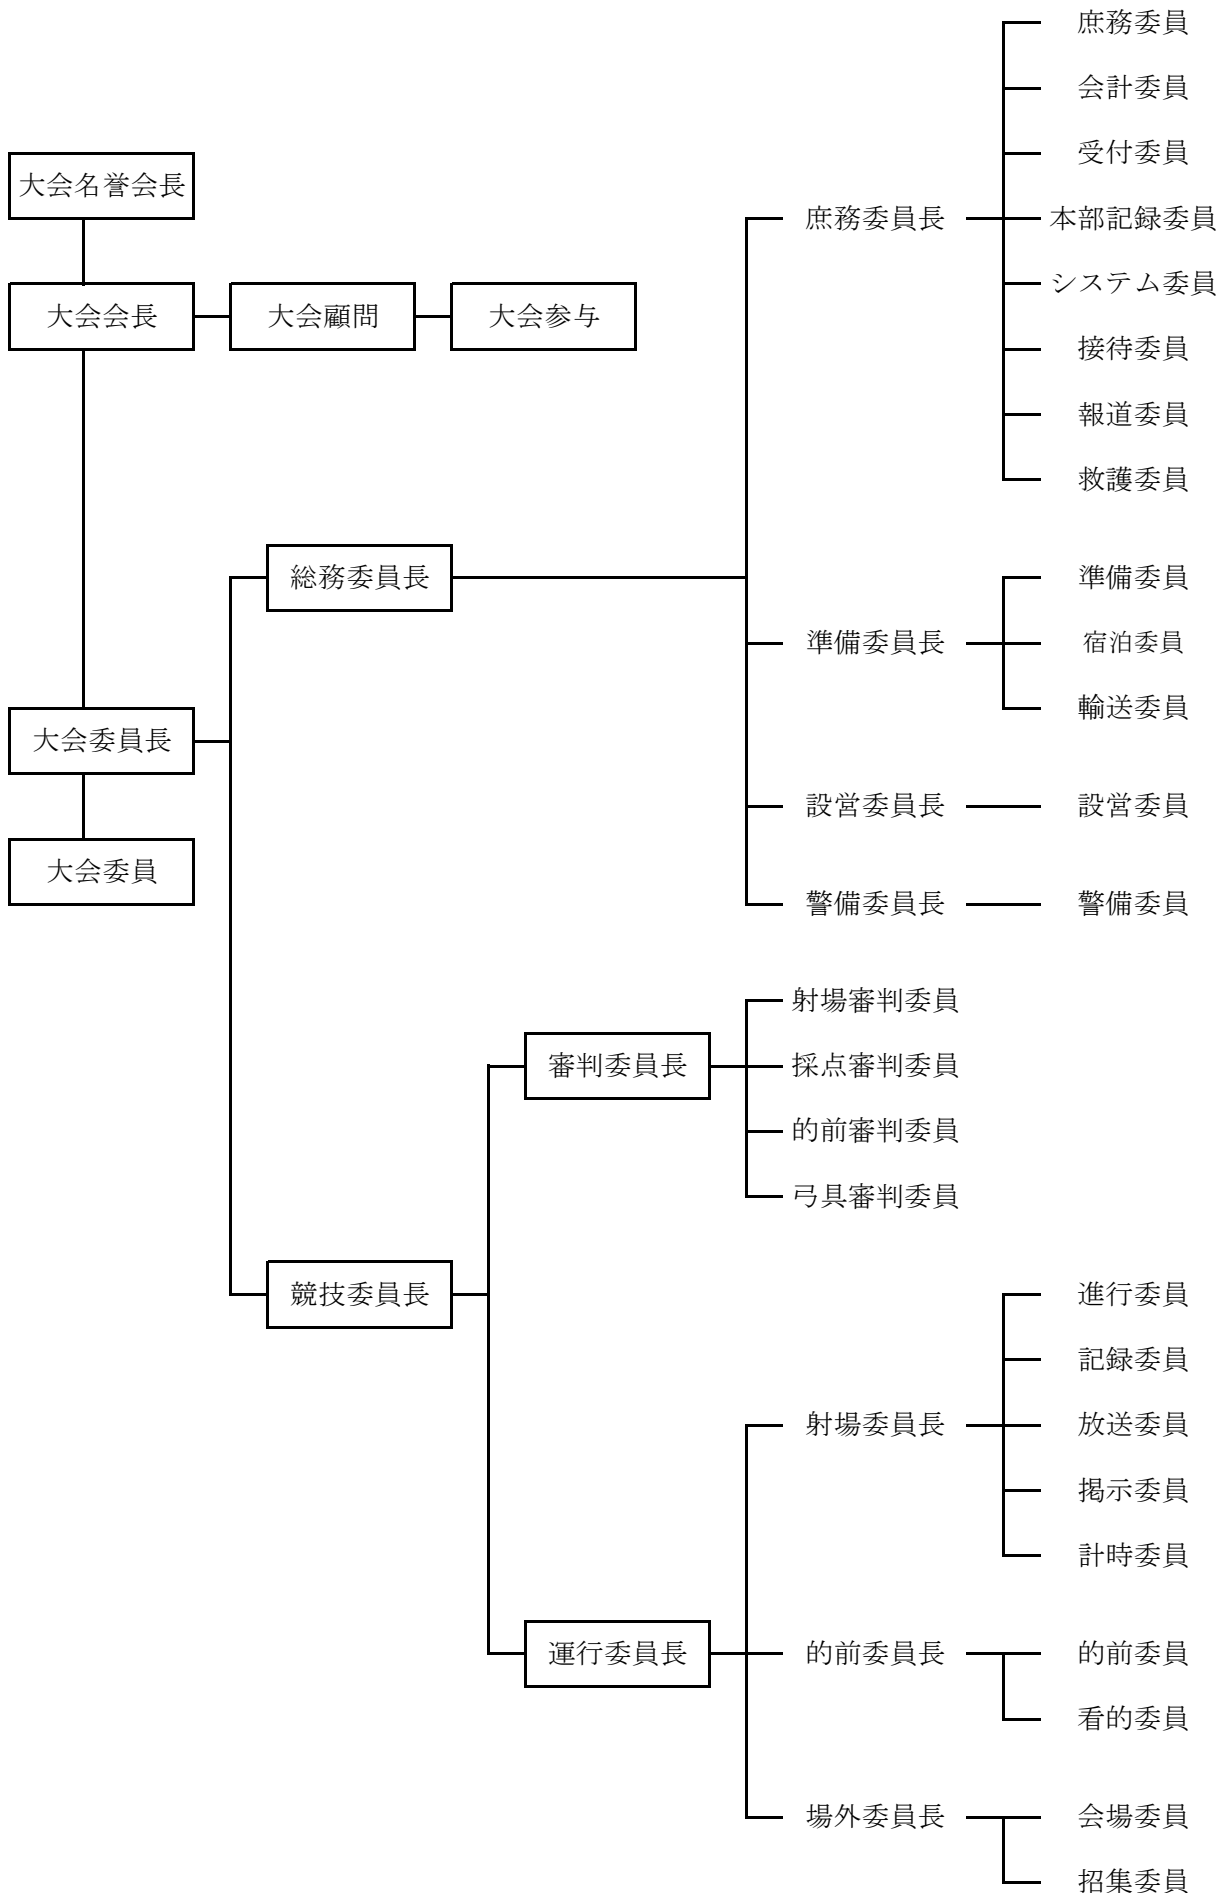 庶務委員
会計委員
受付委員
大会名誉会長
庶務委員長
本部記録委員
大会会長
大会顧問
大会参与
システム委員
接待委員
報道委員
救護委員
総務委員長
準備委員
準備委員長
宿泊委員
輸送委員
大会委員長
設営委員長
設営委員
大会委員
警備委員長
警備委員
射場審判委員
審判委員長
採点審判委員
的前審判委員
弓具審判委員
競技委員長
進行委員
記録委員
射場委員長
放送委員
掲示委員
計時委員
運行委員長
的前委員長
的前委員
看的委員
場外委員長
会場委員
招集委員